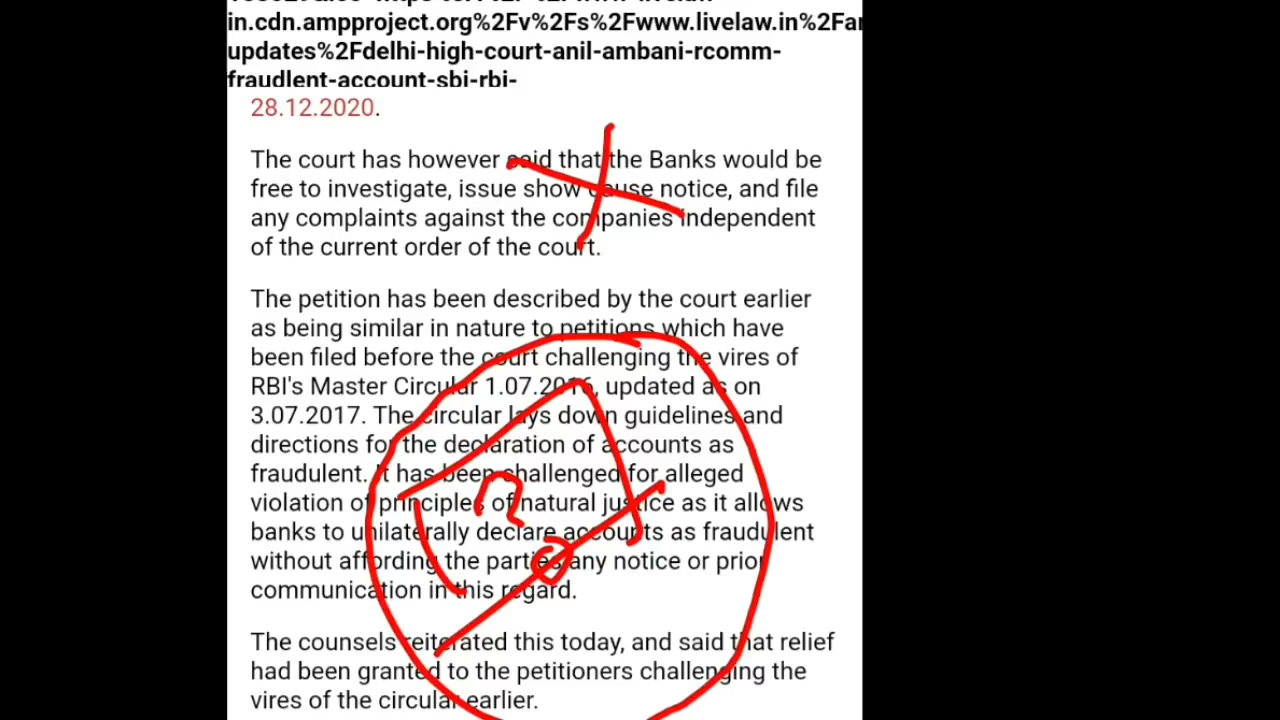 in.cdn.ampproject.org%2Fv%2Fs%2Fwww.livelaw.in%2Far
updates%2Fdelhi-high-court-anil-ambani-rcomm-
fraudlent-account-sbi-rbi-
28.12.2020.
The court has however said that the Banks would be
free to investigate, issue show cause notice, and file
any complaints against the companies independent
of the current order of the court.
The petition has been described by the court earlier
as being similar in nature to petitions which have
been filed before the court challenging the vires of
RBI's Master Circular 1.07.2016, updated as on
3.07.2017. The circular lays down guidelines and
directions for the declaration of accounts as
fraudulent. It has been challenged for alleged
violation of principles of natural justice as it allows
banks to unilaterally declare accounts as fraudulent
without affording the parties any notice or prior
communication in this regard.
The counsels reiterated this today, and said that relief
had been granted to the petitioners challenging the
vires of the circular earlier.